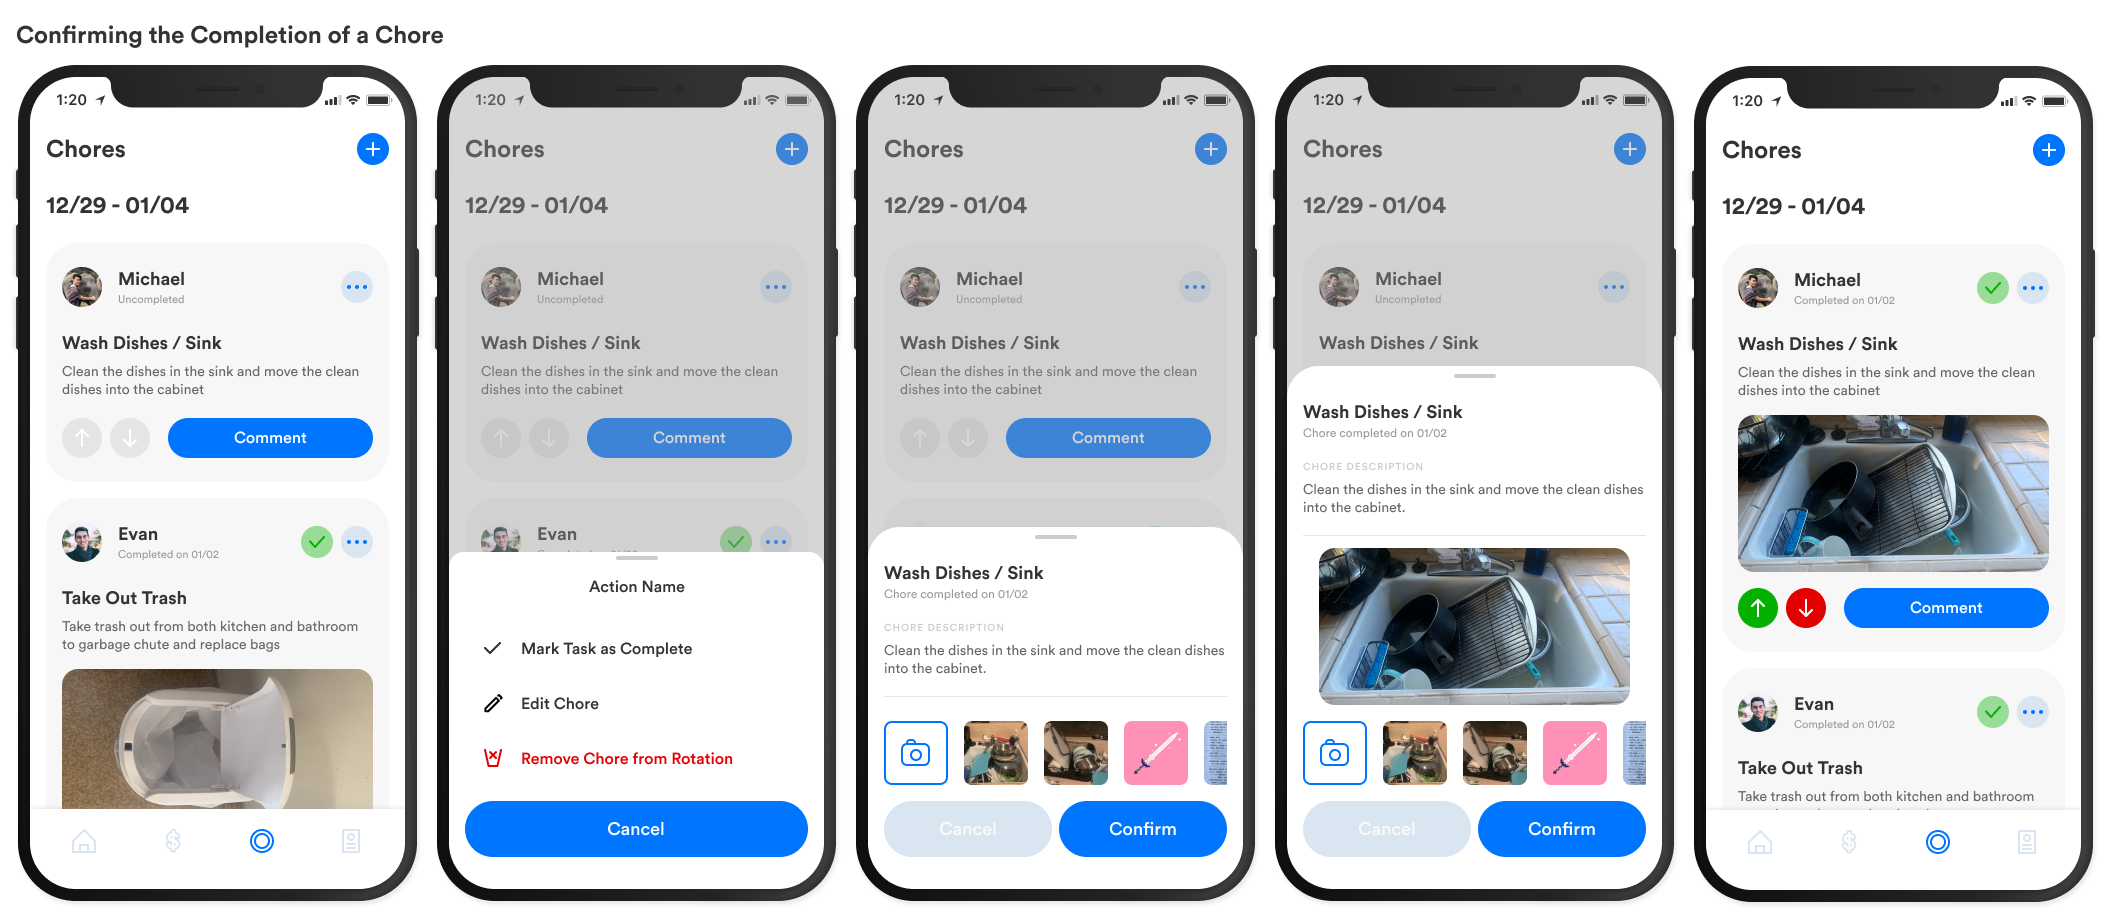 Confirming the Completion of a Chore
1:20
Chores
12/29 - 01/04
Michael
Uncompleted
Wash Dishes / Sink
Clean the dishes in the sink and move the clean
dishes into the cabinet
Comment
Evan
Completed on 01/02
Take Out Trash
Take trash out from both kitchen and bathroom
to garbage chute and replace bags
1:20
Chores
12/29 - 01/04
Michael
Uncompleted
Wash Dishes / Sink
Clean the dishes in the sink and move the clean
dishes into the cabinet
Comment
Evan
Action Name
Mark Task as Complete
Edit Chore
Remove Chore from Rotation
Cancel
1:20
Chores
12/29 - 01/04
Michael
Uncompleted
Wash Dishes / Sink
Clean the dishes in the sink and move the clean
dishes into the cabinet
Comment
Wash Dishes / Sink
Chore completed on 01/02
CHORE DESCRIPTION
Clean the dishes in the sink and move the clean dishes
into the cabinet.
Cancel
Confirm
1:20
Chores
12/29 - 01/04
Michael
Uncompleted
Wash Dishes / Sink
Wash Dishes / Sink
Chore completed on 01/02
CHORE DESCRIPTION
Clean the dishes in the sink and move the clean dishes
into the cabinet.
Cancel
Confirm
1:20
Chores
12/29 - 01/04
Michael
Completed on 01/02
Wash Dishes / Sink
Clean the dishes in the sink and move the clean
dishes into the cabinet
Comment
Evan
Completed on 01/02
Take Out Trash
Take trash out from both kitchen and bathroom